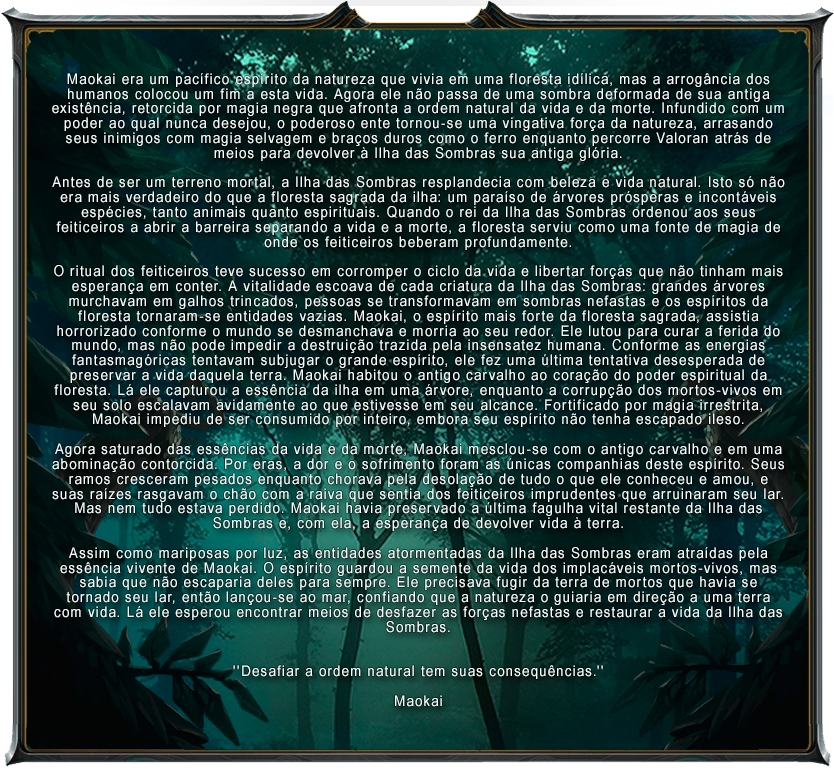 Maokai era um pacífico espírito da natureza que vivia em uma floresta idílica, mas a arrogância dos
humanos colocou um fim a esta vida. Agora ele não passa de uma sombra deformada de sua antiga
existência, retorcida por magia negra que afronta a ordem natural da vida e da morte. Infundido com um
poder ao qual nunca desejou, o poderoso ente tornou-se uma vingativa força da natureza, arrasando
seus inimigos com magia selvagem e braços duros como o ferro enquanto percorre Valoran atrás de
meios para devolver à Ilha das Sombras sua antiga glória.
Antes de ser um terreno mortal, a Ilha das Sombras resplandecia com beleza e vida natural. Isto só não
era mais verdadeiro do que a floresta sagrada da ilha: um paraíso de árvores prósperas e incontáveis
espécies, tanto animais quanto espirituais. Quando o rei da Ilha das Sombras ordenou aos seus
feiticeiros a abrir a barreira separando a vida e a morte, a floresta serviu como uma fonte de magia de
onde os feiticeiros beberam profundamente.
O ritual dos feiticeiros teve sucesso em corromper o ciclo da vida e libertar forças que não tinham mais
esperança em conter. A vitalidade escoava de cada criatura da Ilha das Sombras: grandes árvores
murchavam em galhos trincados, pessoas se transformavam em sombras nefastas e os espíritos da
floresta tornaram-se entidades vazias. Maokai, o espírito mais forte da floresta sagrada, assistia
horrorizado conforme o mundo se desmanchava e morria ao seu redor. Ele lutou para curar a ferida do
mundo, mas não pode impedir a destruição trazida pela insensatez humana. Conforme as energias
fantasmagóricas tentavam subjugar o grande espírito, ele fez uma última tentativa desesperada de
preservar a vida daquela terra. Maokai habitou o antigo carvalho ao coração do poder espiritual da
floresta. Lá ele capturou a essência da ilha em uma árvore, enquanto a corrupção dos mortos-vivos em
seu solo escalavam avidamente ao que estivesse em seu alcance. Fortificado por magia irrestrita,
Maokai impediu de ser consumido por inteiro, embora seu espírito não tenha escapado ileso.
Agora saturado das essências da vida e da morte, Maokai mesclou-se com o antigo carvalho e em uma
abominação contorcida. Por eras, a dor e o sofrimento foram as únicas companhias deste espírito. Seus
ramos cresceram pesados enquanto chorava pela desolação de tudo o que ele conheceu e amou, e
suas raízes rasgavam o chão com a raiva que sentia dos feiticeiros imprudentes que arruinaram seu lar.
Mas nem tudo estava perdido. Maokai havia preservado a última fagulha vital restante da Ilha das
Sombras e, com ela, a esperança de devolver vida à terra.
Assim como mariposas por luz, as entidades atormentadas da Ilha das Sombras eram atraídas pela
essência vivente de Maokai. O espírito guardou a semente da vida dos implacáveis mortos-vivos, mas
sabia que não escaparia deles para sempre. Ele precisava fugir da terra de mortos que havia se
tornado seu lar, então lançou-se ao mar, confiando que a natureza o guiaria em direção a uma terra
com vida. Lá ele esperou encontrar meios de desfazer as forças nefastas e restaurar a vida da Ilha das
Sombras.
''Desafiar a ordem natural tem suas consequências.''
Maokai